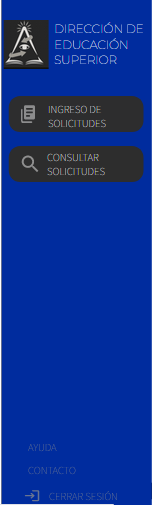 DIRECCIÓN DE
EDUCACIÓN
SUPERIOR
INGRESO DE
SOLICITUDES
CONSULTAR
SOLICITUDES
AYUDA
CONTACTO
CERRAR SESIÓN